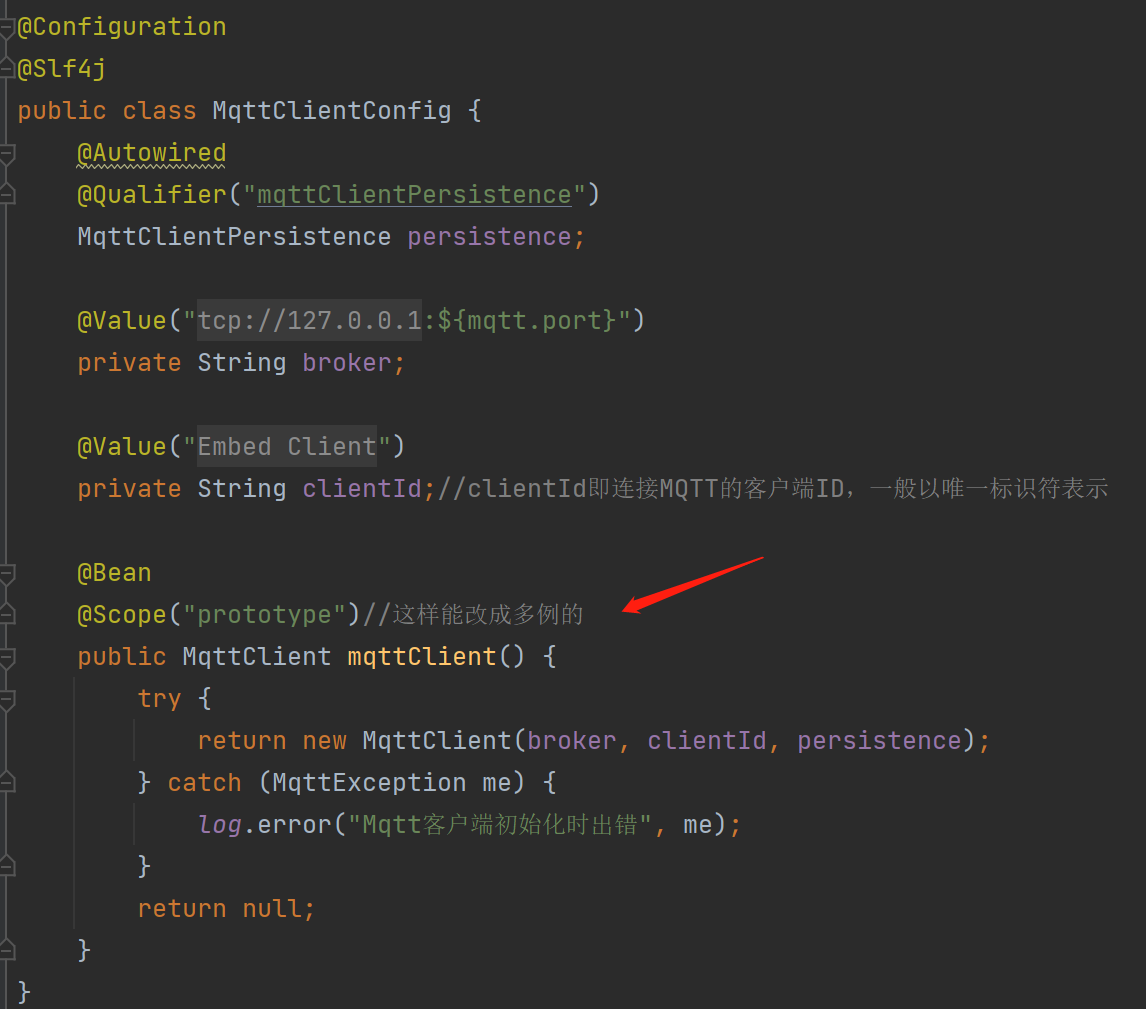 @Configuration
@Slf4j
public class MqttClientConfig {
@Autowired
@Qualifier("mqttClientPersistence")
MqttClientPersistence persistence;
@Value("tcp://127.0.0.1:${mqtt.port}")
private String broker;
@Value("Embed Client")
private String clientId;//clientId即连接MQTT的客户端ID，一般以唯一标识符表示
@Bean
@Scope("prototype")//这样能改成多例的
public MqttClient mqttClient() {
try {
return new MqttClient(broker, clientId, persistence);
} catch (MqttException me) {
log.error("Mqtt客户端初始化时出错", me);
}
return null;
}
}